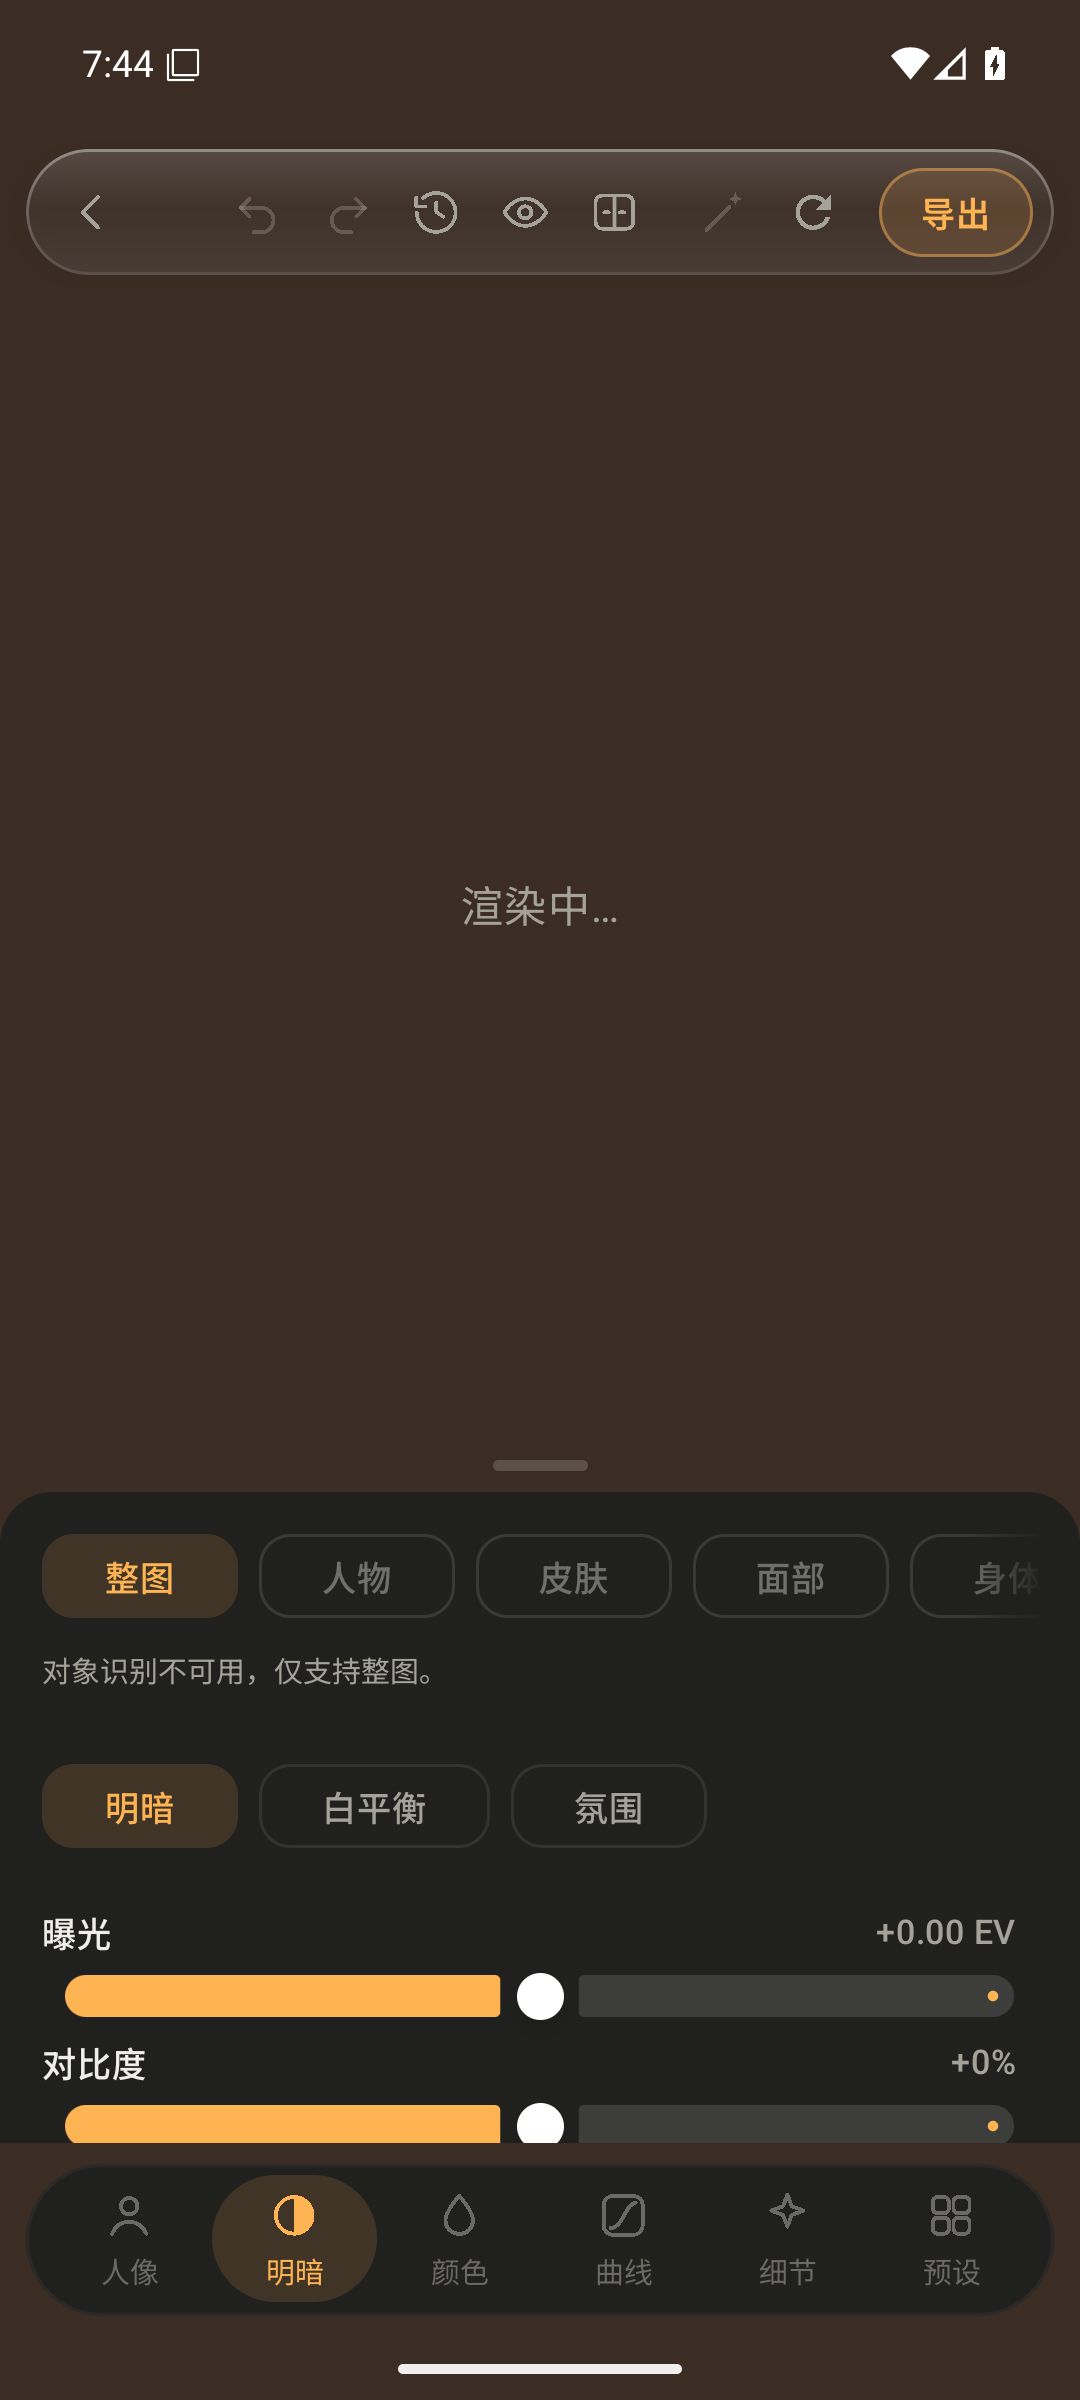 7:44
导出
渲染中...
整图 人物 皮肤 面部 身体
对象识别不可用，仅支持整图。
明暗 白平衡 氛围
曝光 +0.00 EV
对比度 +0%
人像 明暗 颜色 曲线 细节 预设